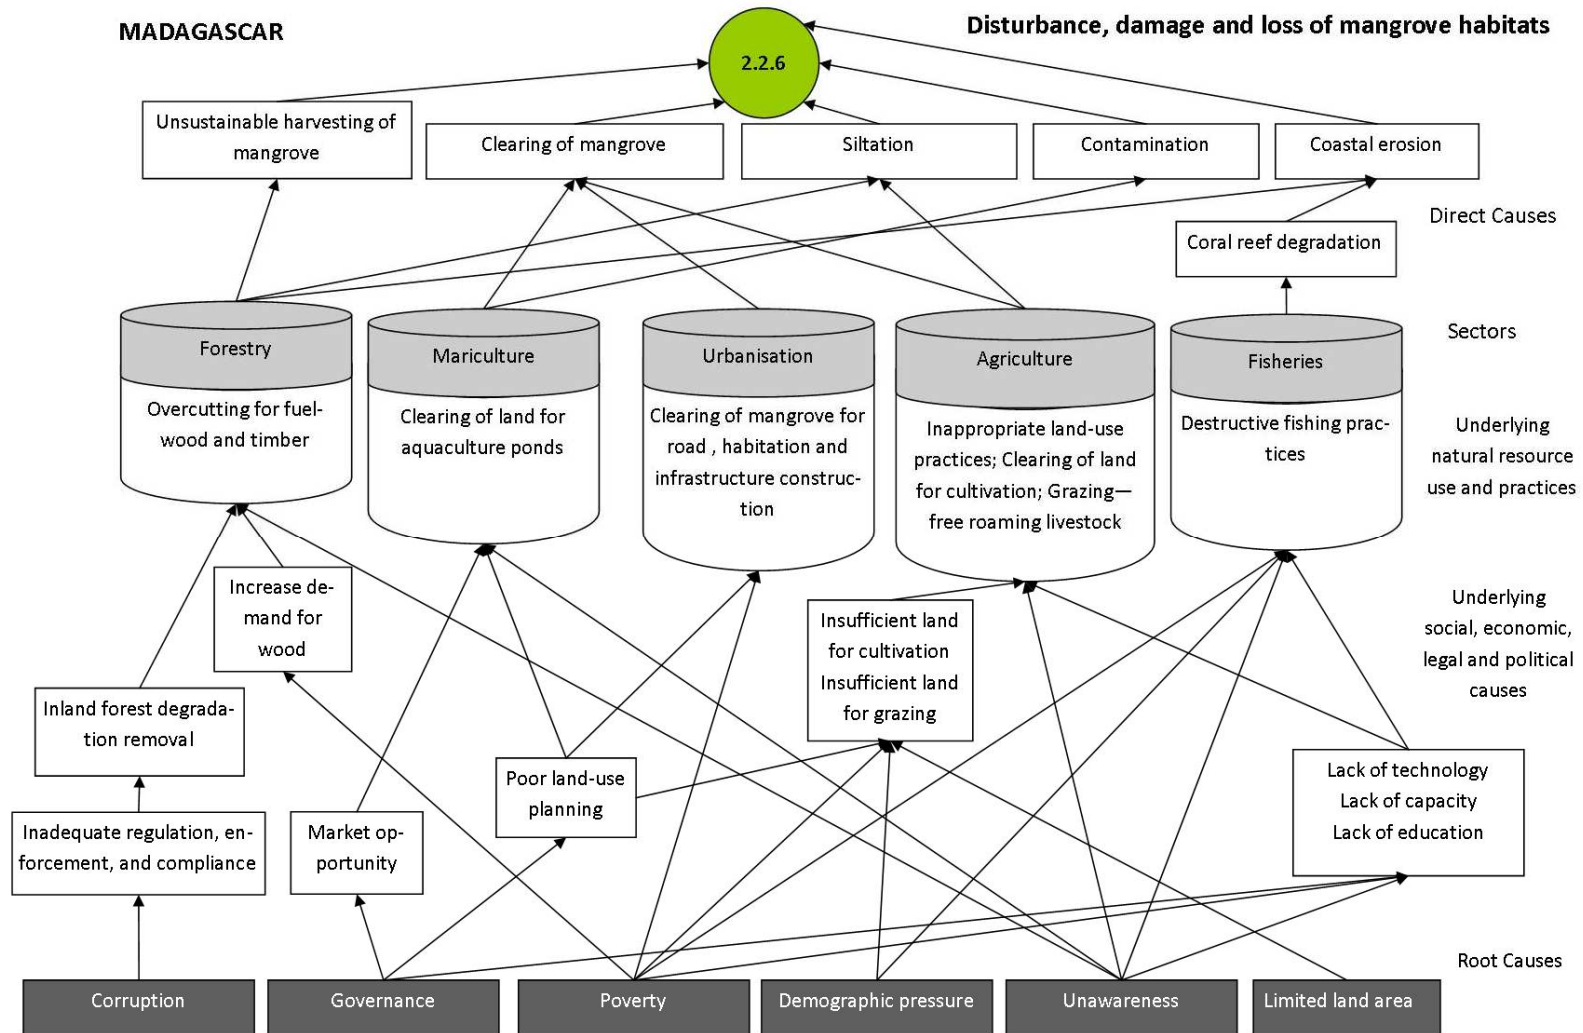 MADAGASCAR
Disturbance, damage and loss of mangrove habitats
2.2.6
Unsustainable harvesting of
mangrove
Clearing of mangrove
Siltation
Contamination
Coastal erosion
Direct Causes
Coral reef degradation
Sectors
Forestry
Mariculture
Urbanisation
Agriculture
Fisheries
Overcutting for fuel-
wood and timber
Clearing of land for
aquaculture ponds
Clearing of mangrove for
road , habitation and
infrastructure construc-
tion
Inappropriate land-use
practices; Clearing of land
for cultivation; Grazing—
free roaming livestock
Destructive fishing prac-
tices
Underlying
natural resource
use and practices
Increase de-
mand for
wood
Insufficient land
for cultivation
Insufficient land
for grazing
Underlying
social, economic,
legal and political
causes
Inland forest degrada-
tion removal
Poor land-use
planning
Lack of technology
Lack of capacity
Lack of education
Inadequate regulation, en-
forcement, and compliance
Market op-
portunity
Root Causes
Corruption
Governance
Poverty
Demographic pressure
Unawareness
Limited land area